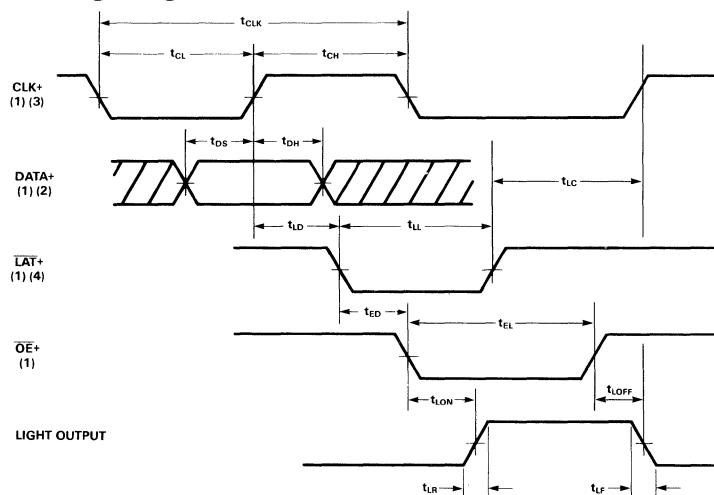 tCLK
tCL
tCH
CLK+
(1) (3)
tDS
tDH
DATA+
(1) (2)
tLC
tLD
tLL
LAT+
(1) (4)
tED
tEL
OE+
(1)
tLON
tLOFF
LIGHT OUTPUT
tLR
tLF